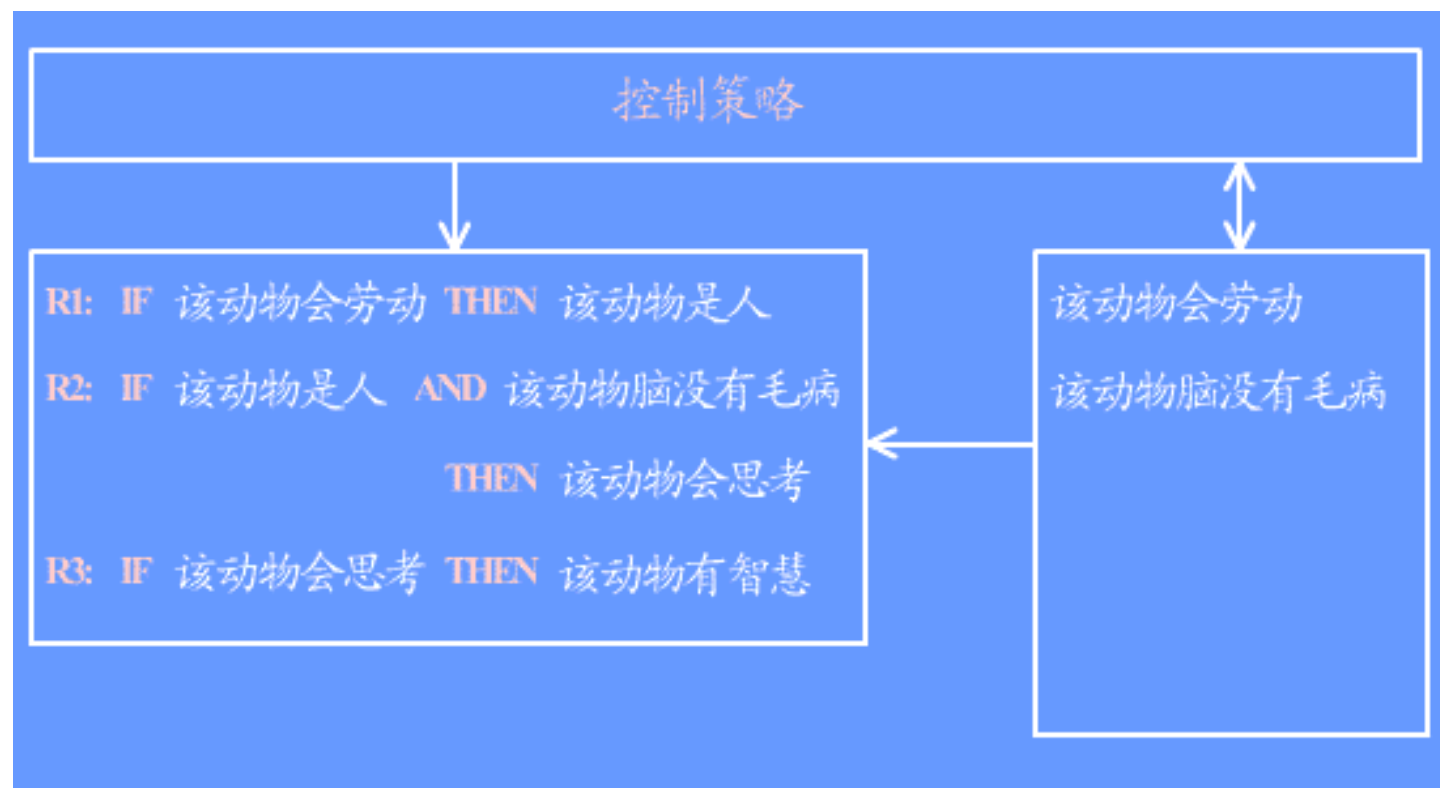 控制策略
R1: IF 该动物会劳动 THEN 该动物是人
R2: IF 该动物是人 AND 该动物脑没有毛病
THEN 该动物会思考
R3: IF 该动物会思考 THEN 该动物有智慧
该动物会劳动
该动物脑没有毛病